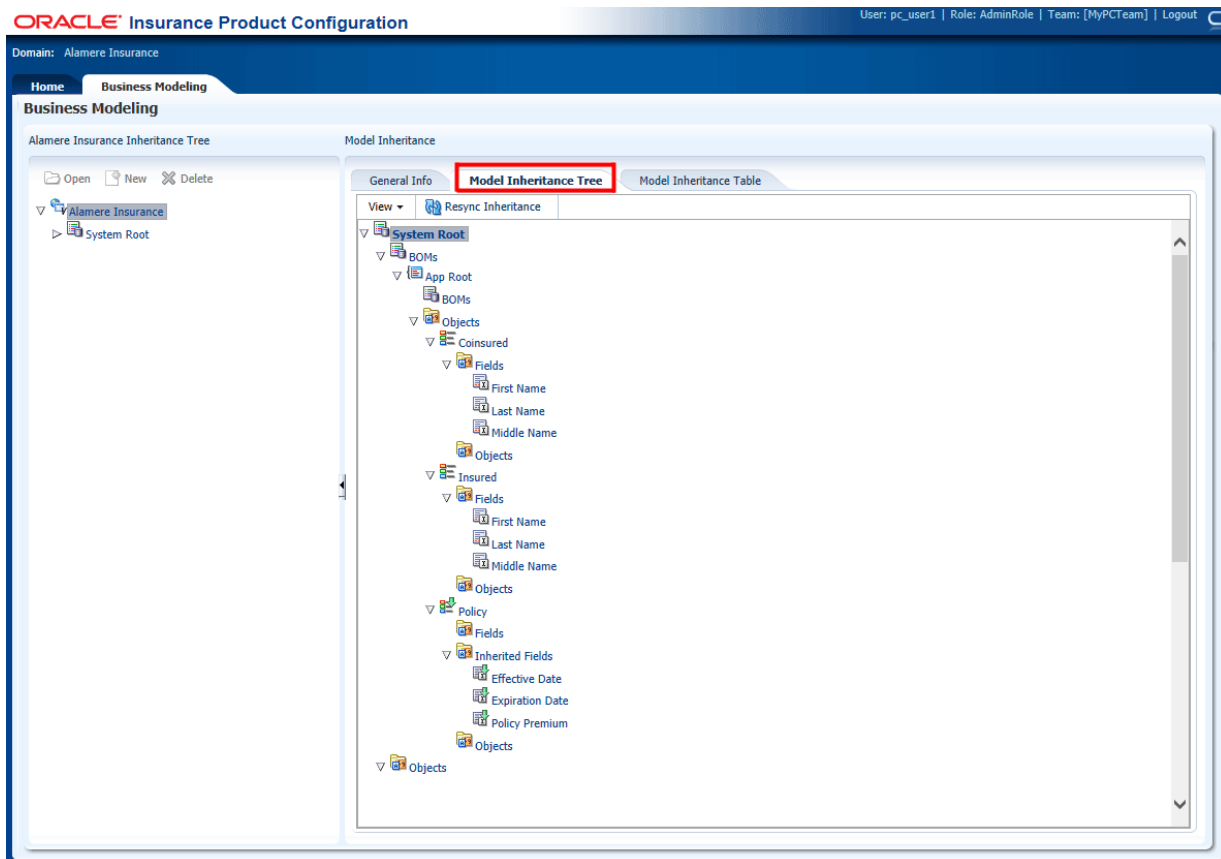 ORACLE Insurance Product Configuration
User: pc_user1 | Role: AdminRole | Team: [MyPCTeam] | Logout
Domain: Alamere Insurance
Home
Business Modeling
Business Modeling
Alamere Insurance Inheritance Tree
Model Inheritance
Open New Delete
Alamere Insurance
System Root
General Info
Model Inheritance Tree
Model Inheritance Table
View
Resync Inheritance
System Root
BOMs
App Root
BOMs
Objects
Coinsured
Fields
First Name
Last Name
Middle Name
Objects
Insured
Fields
First Name
Last Name
Middle Name
Objects
Policy
Fields
Inherited Fields
Effective Date
Expiration Date
Policy Premium
Objects
Objects